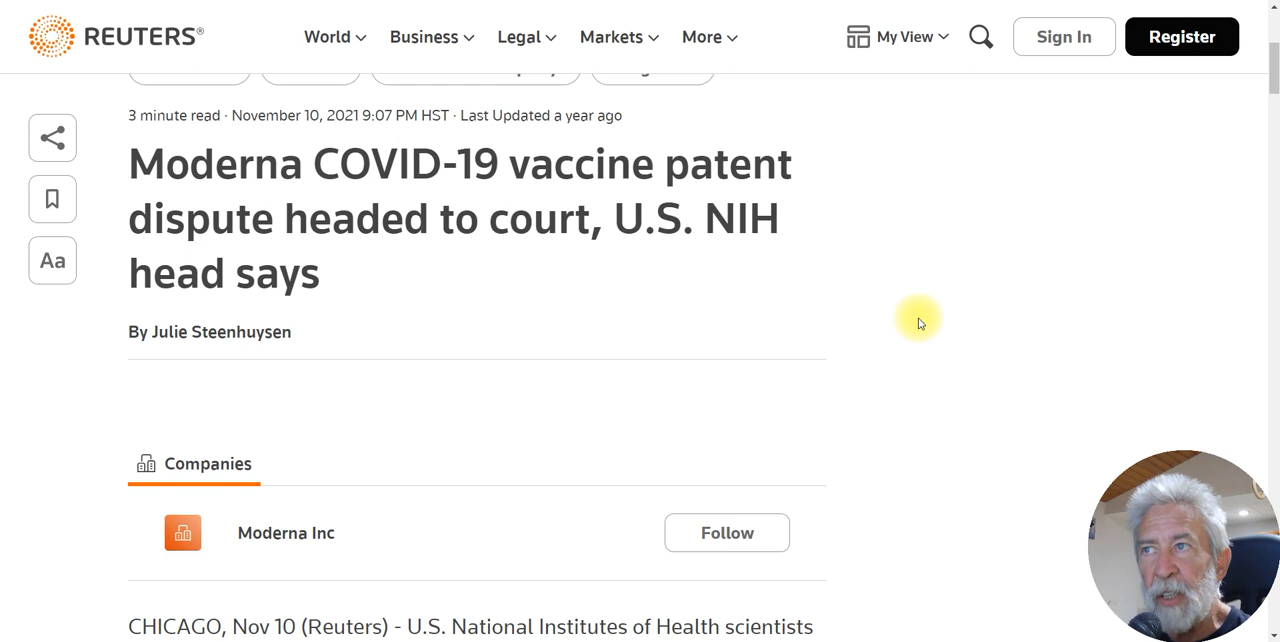 REUTERS®
World Business Legal Markets More My View Sign In Register
3 minute read · November 10, 2021 9:07 PM HST · Last Updated a year ago
Moderna COVID-19 vaccine patent
dispute headed to court, U.S. NIH
head says
Aa
By Julie Steenhuysen
Companies
Moderna Inc Follow
CHICAGO, Nov 10 (Reuters) - U.S. National Institutes of Health scientists